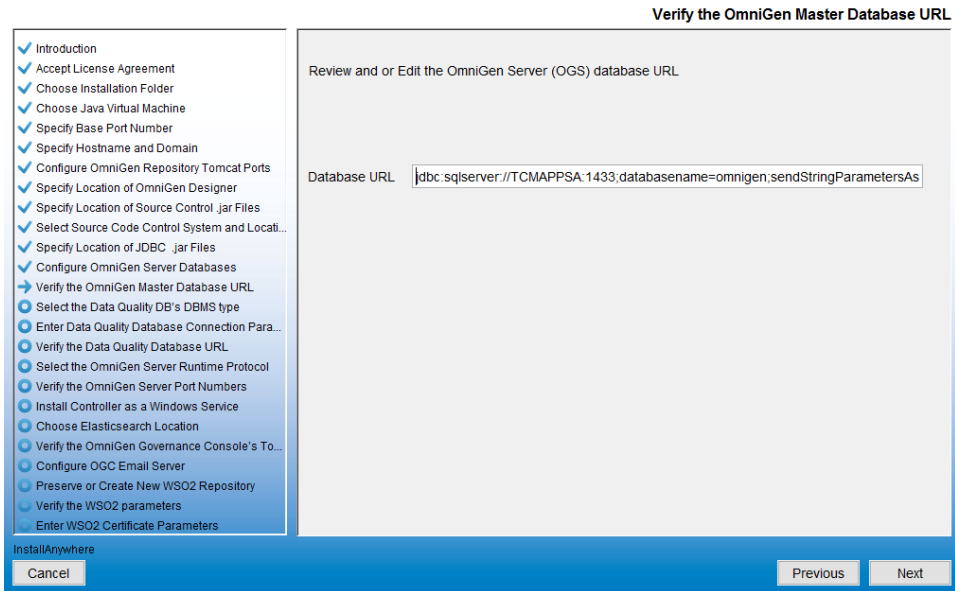 Verify the OmniGen Master Database URL
Introduction
Accept License Agreement
Choose Installation Folder
Choose Java Virtual Machine
Specify Base Port Number
Specify Hostname and Domain
Configure OmniGen Repository Tomcat Ports
Specify Location of OmniGen Designer
Specify Location of Source Control .jar Files
Select Source Code Control System and Locati...
Specify Location of JDBC .jar Files
Configure OmniGen Server Databases
Verify the OmniGen Master Database URL
Select the Data Quality DB's DBMS type
Enter Data Quality Database Connection Para...
Verify the Data Quality Database URL
Select the OmniGen Server Runtime Protocol
Verify the OmniGen Server Port Numbers
Install Controller as a Windows Service
Choose Elasticsearch Location
Verify the OmniGen Governance Console's To...
Configure OGC Email Server
Preserve or Create New WSO2 Repository
Verify the WSO2 parameters
Enter WSO2 Certificate Parameters
Review and or Edit the OmniGen Server (OGS) database URL
Database URL jdbc:sqlserver://TCMAPPSA:1433;databasename=omnigen;sendStringParametersAs
InstallAnywhere
Cancel Previous Next